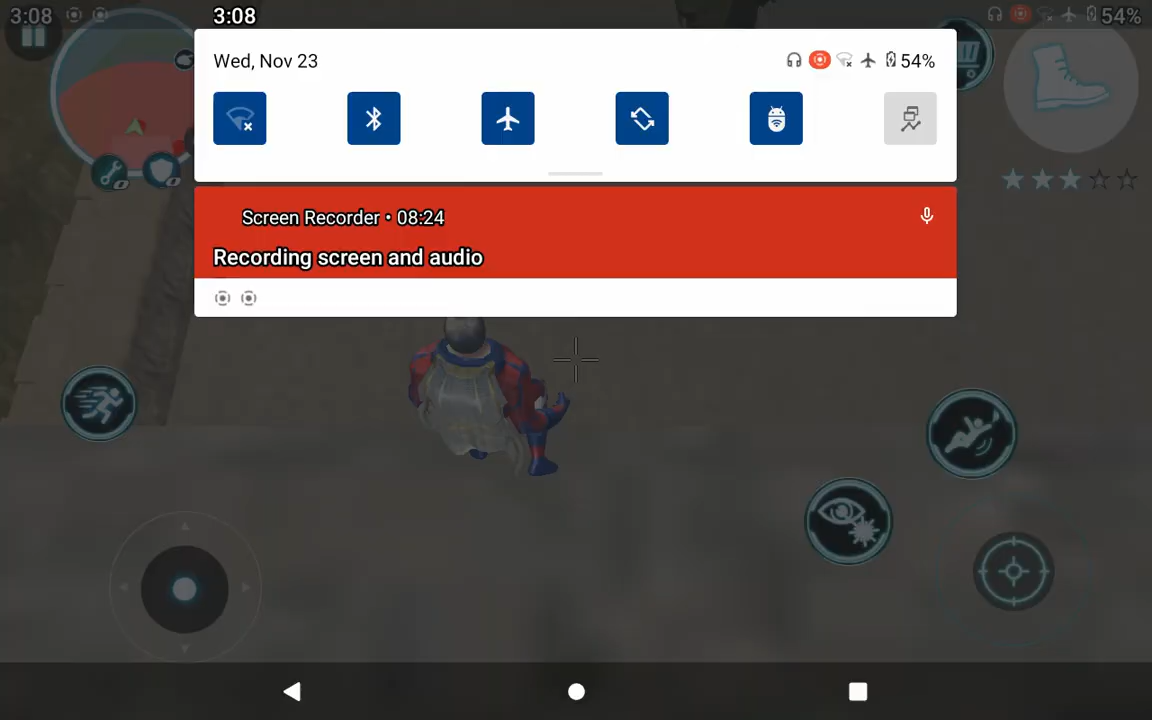 3:08
3:08
54%
Wed, Nov 23
54%
Screen Recorder • 08:24
Recording screen and audio